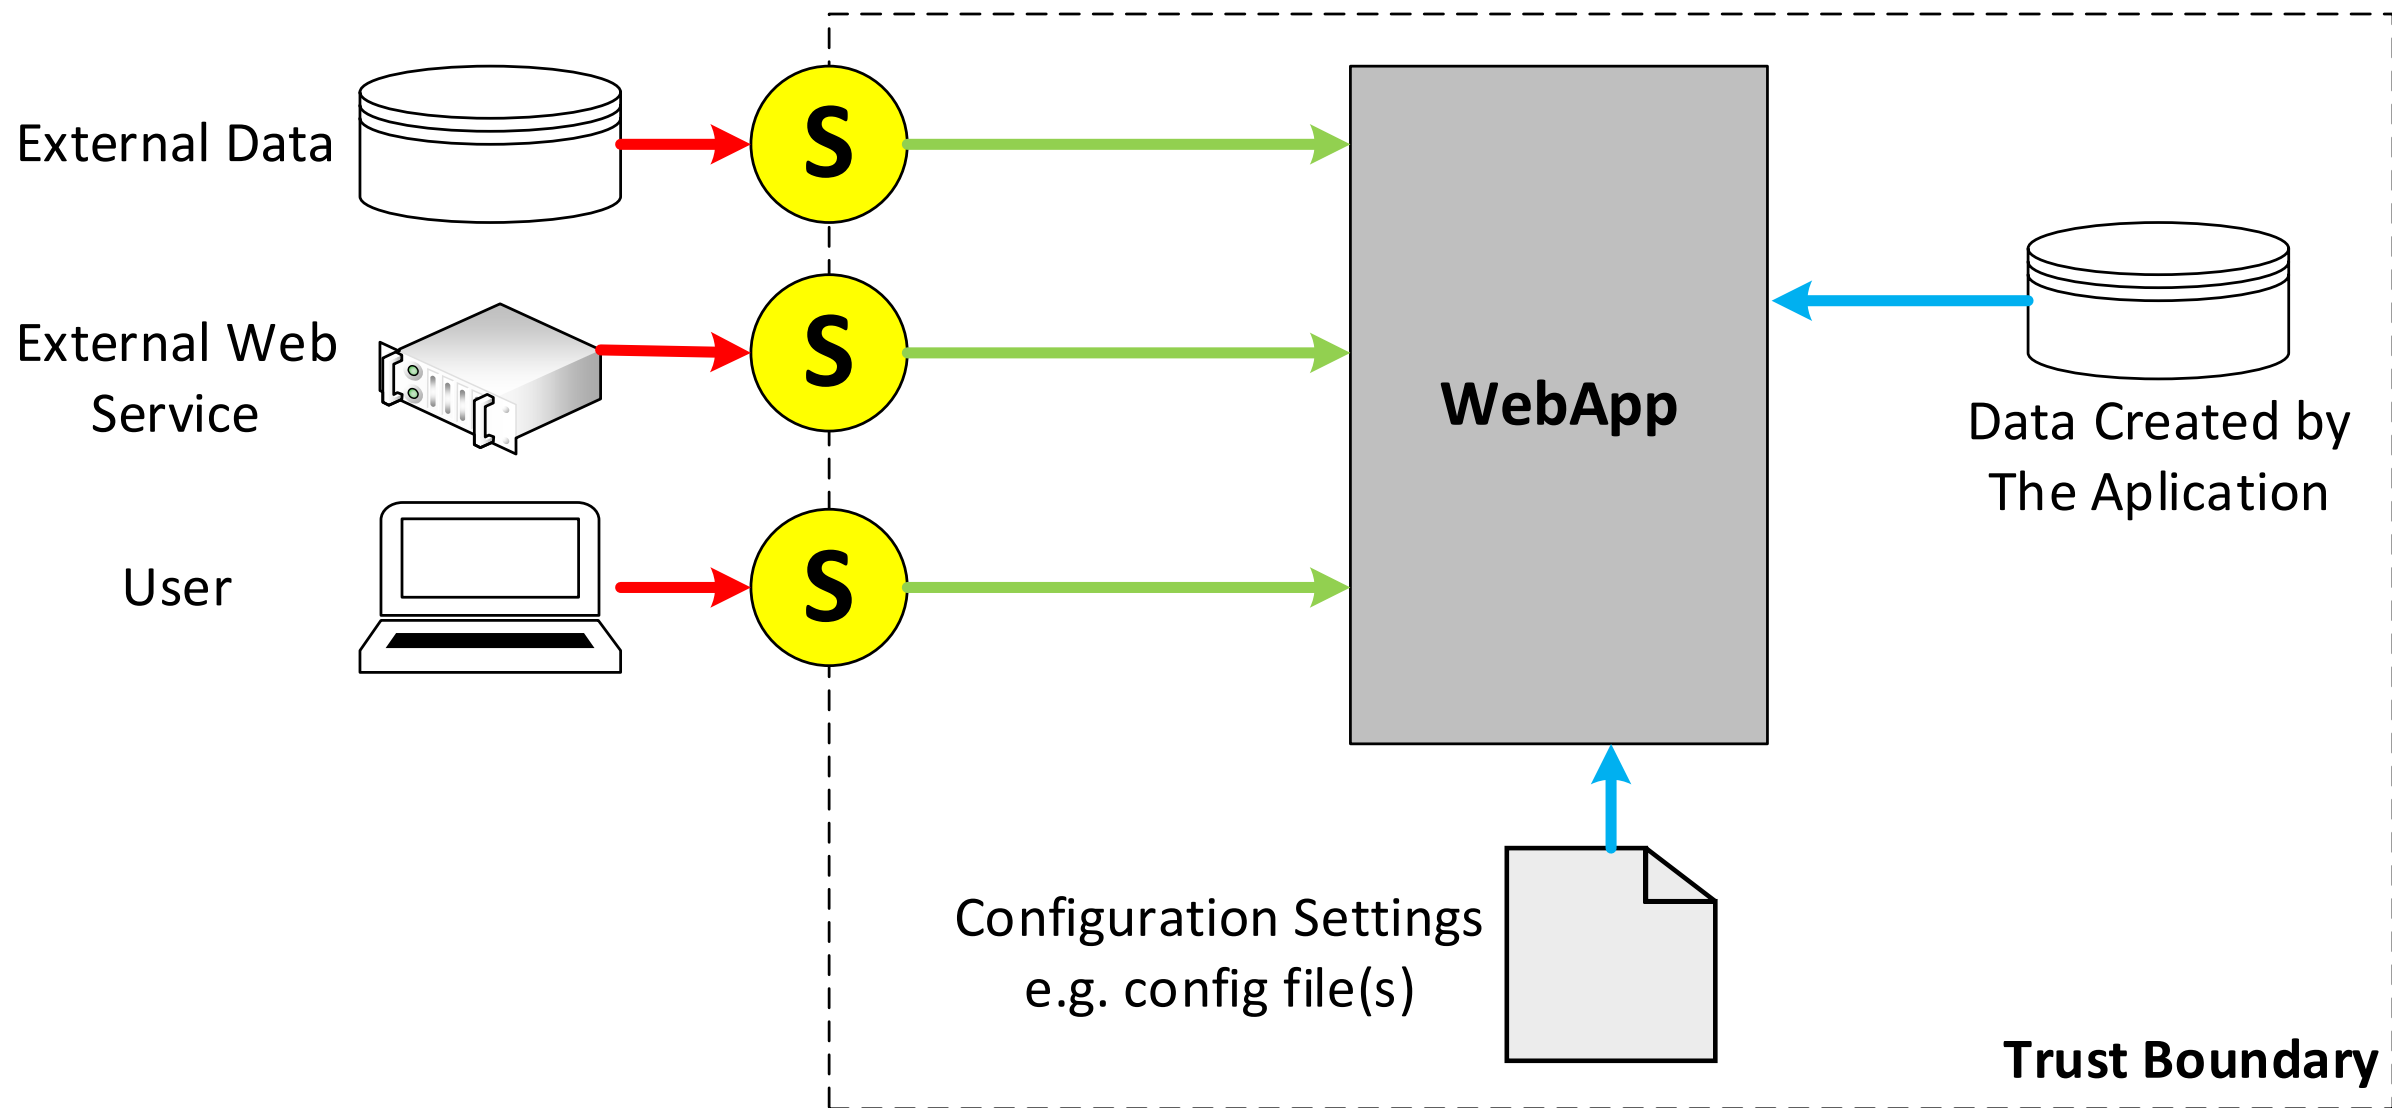 External Data
S
External Web
Service
S
User
S
WebApp
Data Created by
The Aplication
Configuration Settings
e.g. config file(s)
Trust Boundary